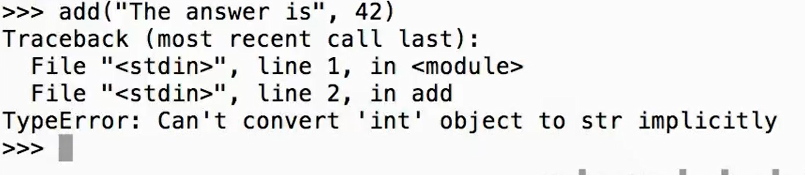 >>> add("The answer is", 42)
Traceback (most recent call last):
  File "<stdin>", line 1, in <module>
  File "<stdin>", line 2, in add
TypeError: Can't convert 'int' object to str implicitly
>>>